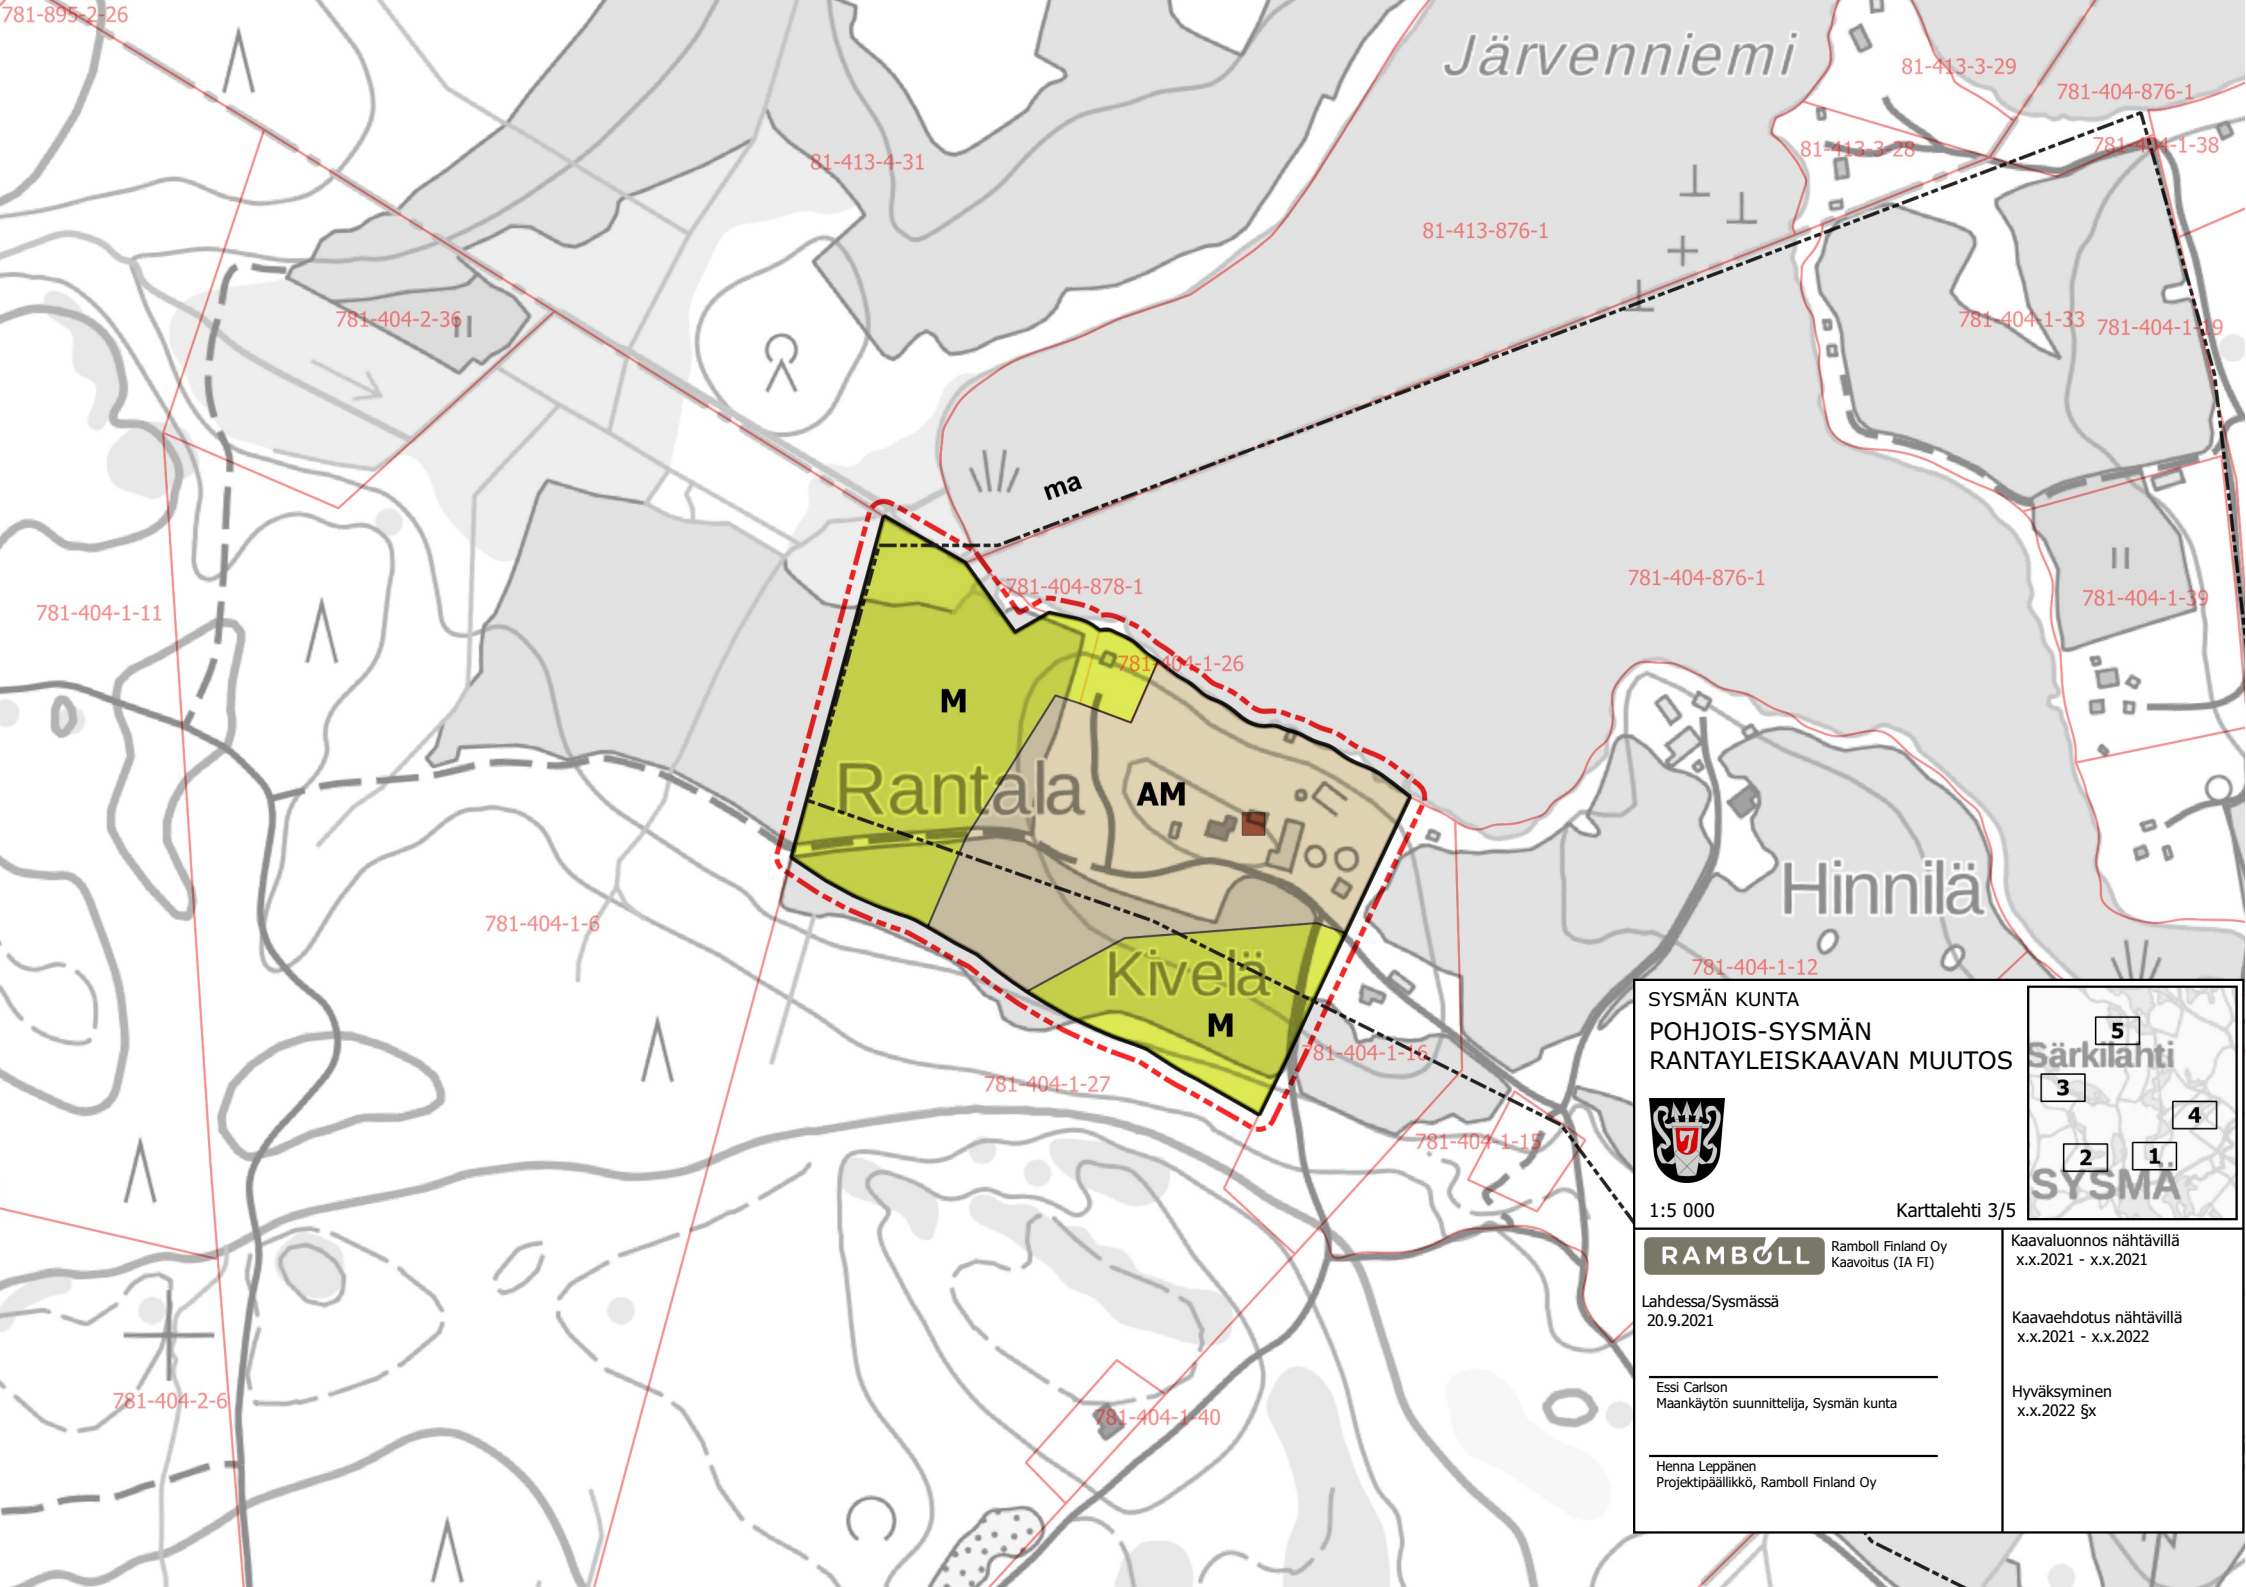 781-895-2-26
Järvenniemi
81-413-3-29
781-404-876-1
81-413-4-31
81-413-3-28
781-404-1-38
81-413-876-1
781-404-2-36
781-404-1-33
781-404-1-19
ma
781-404-878-1
781-404-876-1
781-404-1-11
781-404-1-39
781-404-1-26
M
Rantala
AM
Hinnilä
781-404-1-6
Kivelä
781-404-1-12
M
781-404-1-16
781-404-1-27
781-404-1-15
781-404-2-6
781-404-1-40
SYSMÄN KUNTA
POHJOIS-SYSMÄN
RANTAYLEISKAAVAN MUUTOS
1:5 000
Karttalehti 3/5
5
Särkilahti
3
4
2
1
SYSMÄ
RAMBOLL
Ramboll Finland Oy
Kaavoitus (IA FI)
Lahdessa/Sysmässä
20.9.2021
Essi Carlson
Maankäytön suunnittelija, Sysmän kunta
Henna Leppänen
Projektipäällikkö, Ramboll Finland Oy
Kaavaluonnos nähtävillä
x.x.2021 - x.x.2021
Kaavaehdotus nähtävillä
x.x.2021 - x.x.2022
Hyväksyminen
x.x.2022 §x